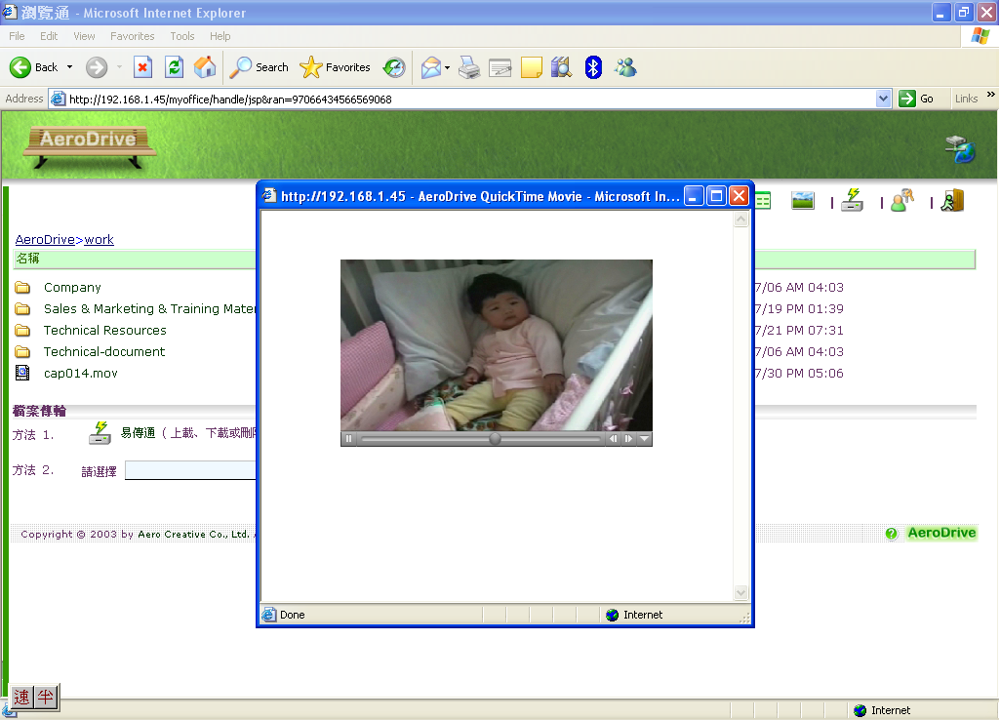 瀏覽通 - Microsoft Internet Explorer
File Edit View Favorites Tools Help
Back Search Favorites
Address http://192.168.1.45/myoffice/handle/jsp&ran=97066434566569068 Go Links »
AeroDrive
http://192.168.1.45 - AeroDrive QuickTime Movie - Microsoft In...
AeroDrive>work
名稱
Company 7/06 AM 04:03
Sales & Marketing & Training Mater 7/19 PM 01:39
Technical Resources 7/21 PM 07:31
Technical-document 7/06 AM 04:03
cap014.mov 7/30 PM 05:06
檔案傳輸
方法 1. 易傳通 ( 上載、下載或刪除
方法 2. 請選擇
Copyright © 2003 by Aero Creative Co., Ltd.
? AeroDrive
Done Internet
速 半
Internet